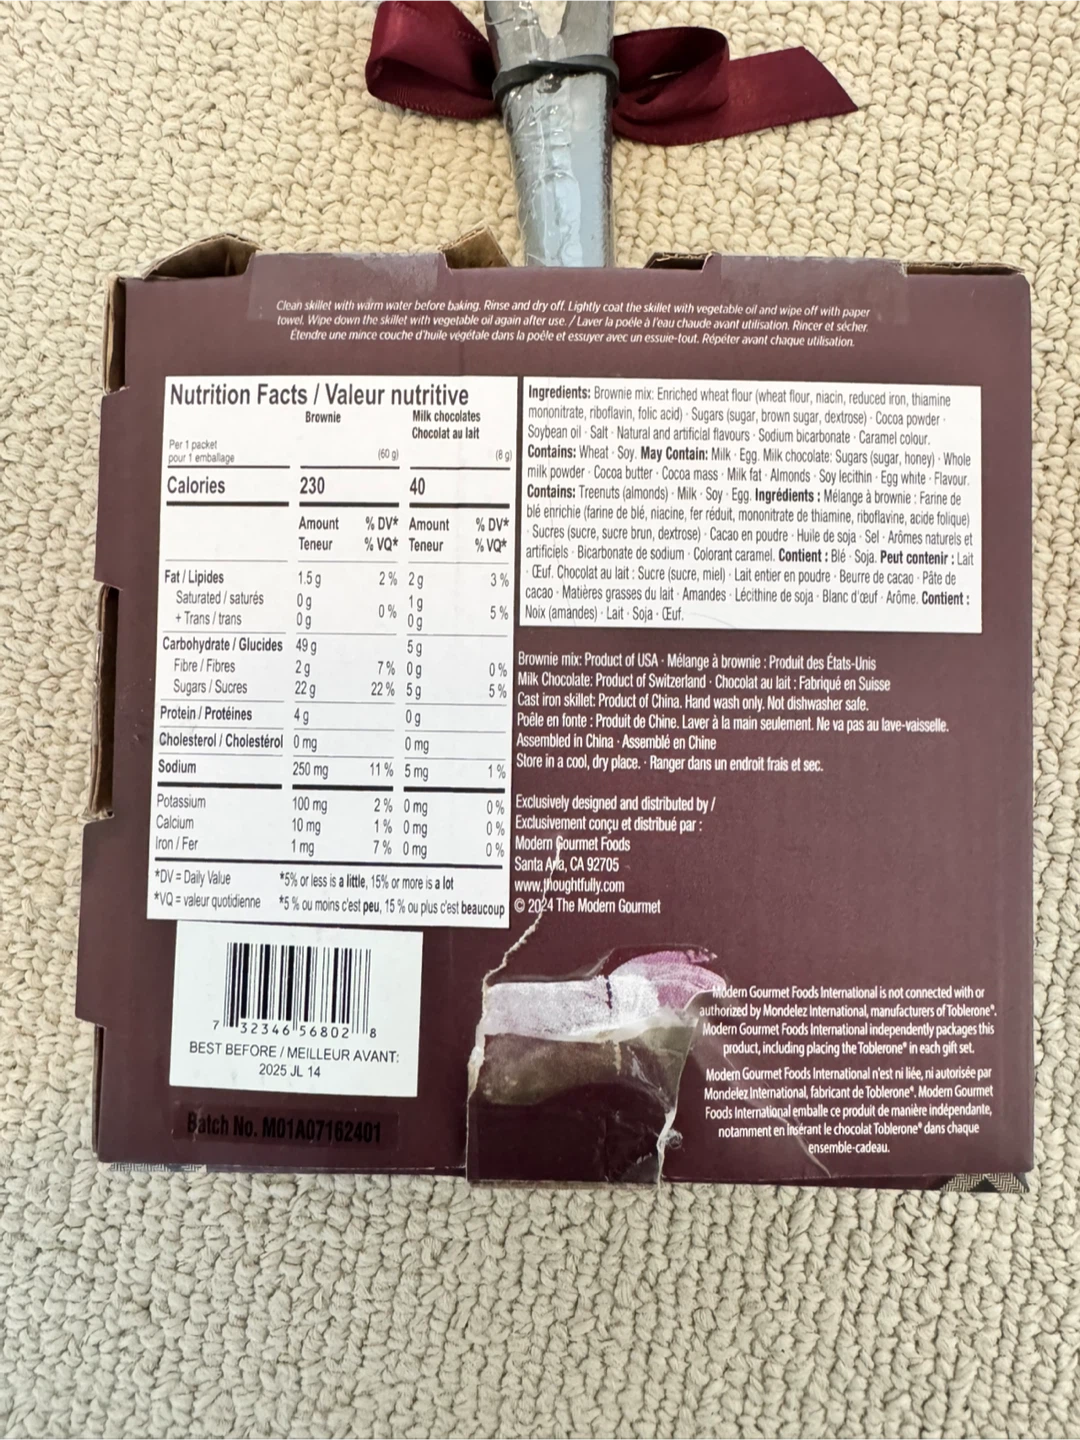 Clean skillet with warm water before baking. Rinse and dry off. Lightly coat the skillet with vegetable oil and wipe off with paper
towel. Wipe down the skillet with vegetable oil again after use. / Laver la poêle à l'eau chaude avant utilisation. Rincer et sécher.
Étendre une mince couche d'huile végétale dans la poêle et essuyer avec un essuie-tout. Répéter avant chaque utilisation.
Nutrition Facts / Valeur nutritive
Brownie Milk chocolates
Chocolat au lait
Per 1 packet
pour 1 emballage (60 g) (8 g)
Calories 230 40
Amount % DV* Amount % DV*
Teneur % VQ* Teneur % VQ*
Fat / Lipides 1.5 g 2 % 2 g 3 %
Saturated / saturés 0 g 1 g
+ Trans / trans 0 g 0 % 0 g 5 %
Carbohydrate / Glucides 49 g 5 g
Fibre / Fibres 2 g 7 % 0 g 0 %
Sugars / Sucres 22 g 22 % 5 g 5 %
Protein / Protéines 4 g 0 g
Cholesterol / Cholestérol 0 mg 0 mg
Sodium 250 mg 11 % 5 mg 1 %
Potassium 100 mg 2 % 0 mg 0 %
Calcium 10 mg 1 % 0 mg 0 %
Iron / Fer 1 mg 7 % 0 mg 0 %
*DV = Daily Value *5% or less is a little, 15% or more is a lot
*VQ = valeur quotidienne *5 % ou moins c'est peu, 15 % ou plus c'est beaucoup
Ingredients: Brownie mix: Enriched wheat flour (wheat flour, niacin, reduced iron, thiamine
mononitrate, riboflavin, folic acid) · Sugars (sugar, brown sugar, dextrose) · Cocoa powder ·
Soybean oil · Salt · Natural and artificial flavours · Sodium bicarbonate · Caramel colour.
Contains: Wheat · Soy. May Contain: Milk · Egg. Milk chocolate: Sugars (sugar, honey) · Whole
milk powder · Cocoa butter · Cocoa mass · Milk fat · Almonds · Soy lecithin · Egg white · Flavour.
Contains: Treenuts (almonds) · Milk · Soy · Egg. Ingrédients : Mélange à brownie : Farine de
blé enrichie (farine de blé, niacine, fer réduit, mononitrate de thiamine, riboflavine, acide folique)
· Sucres (sucre, sucre brun, dextrose) · Cacao en poudre · Huile de soja · Sel · Arômes naturels et
artificiels · Bicarbonate de sodium · Colorant caramel. Contient : Blé · Soja. Peut contenir : Lait
· Œuf. Chocolat au lait : Sucre (sucre, miel) · Lait entier en poudre · Beurre de cacao · Pâte de
cacao · Matières grasses du lait · Amandes · Lécithine de soja · Blanc d'œuf · Arôme. Contient :
Noix (amandes) · Lait · Soja · Œuf.
Brownie mix: Product of USA · Mélange à brownie : Produit des États-Unis
Milk Chocolate: Product of Switzerland · Chocolat au lait : Fabriqué en Suisse
Cast iron skillet: Product of China. Hand wash only. Not dishwasher safe.
Poêle en fonte : Produit de Chine. Laver à la main seulement. Ne va pas au lave-vaisselle.
Assembled in China · Assemblé en Chine
Store in a cool, dry place. · Ranger dans un endroit frais et sec.
Exclusively designed and distributed by /
Exclusivement conçu et distribué par :
Modern Gourmet Foods
Santa Ana, CA 92705
www.thoughtfully.com
© 2024 The Modern Gourmet
7 32346 56802 8
BEST BEFORE / MEILLEUR AVANT:
2025 JL 14
Batch No. M01A07162401
Modern Gourmet Foods International is not connected with or
authorized by Mondelez International, manufacturers of Toblerone®.
Modern Gourmet Foods International independently packages this
product, including placing the Toblerone® in each gift set.
Modern Gourmet Foods International n'est ni liée, ni autorisée par
Mondelez International, fabricant de Toblerone®. Modern Gourmet
Foods International emballe ce produit de manière indépendante,
notamment en insérant le chocolat Toblerone® dans chaque
ensemble-cadeau.